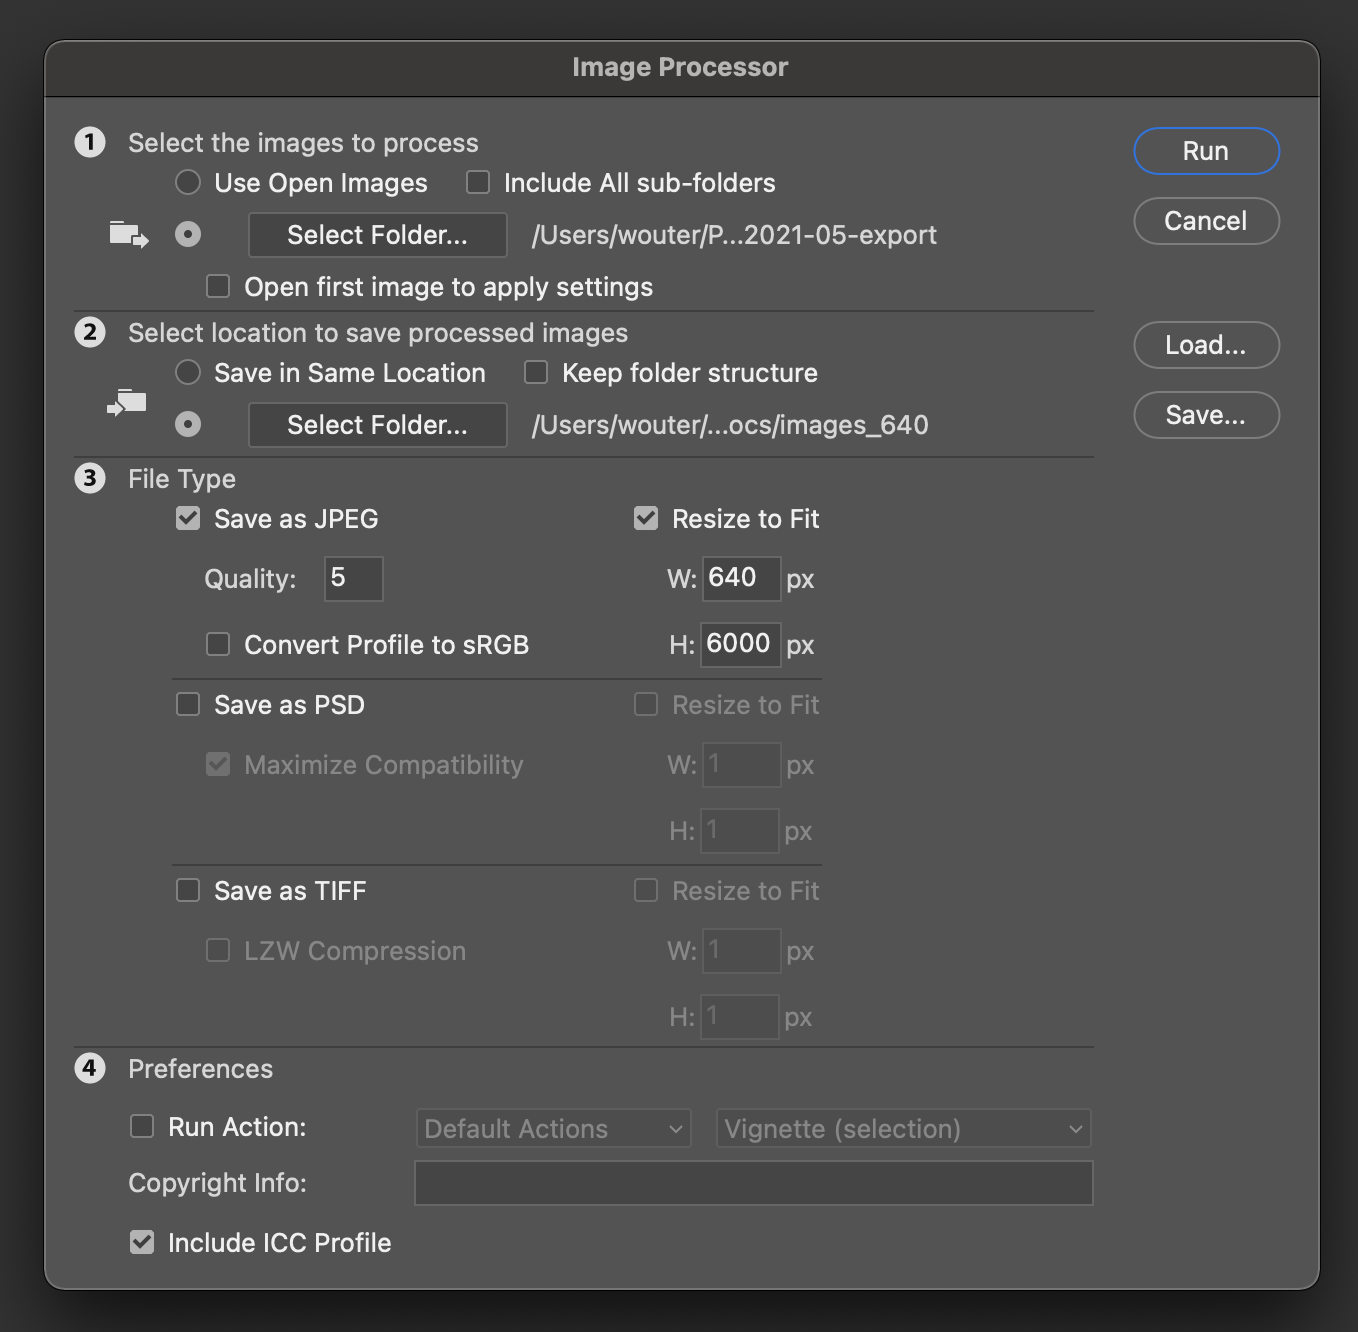 Image Processor
1 Select the images to process
Run
Use Open Images Include All sub-folders
Select Folder... /Users/wouter/P...2021-05-export
Cancel
Open first image to apply settings
2 Select location to save processed images
Load...
Save in Same Location Keep folder structure
Select Folder... /Users/wouter/...ocs/images_640
Save...
3 File Type
Save as JPEG Resize to Fit
Quality: 5 W: 640 px
Convert Profile to sRGB H: 6000 px
Save as PSD Resize to Fit
Maximize Compatibility W: 1 px
H: 1 px
Save as TIFF Resize to Fit
LZW Compression W: 1 px
H: 1 px
4 Preferences
Run Action: Default Actions Vignette (selection)
Copyright Info:
Include ICC Profile